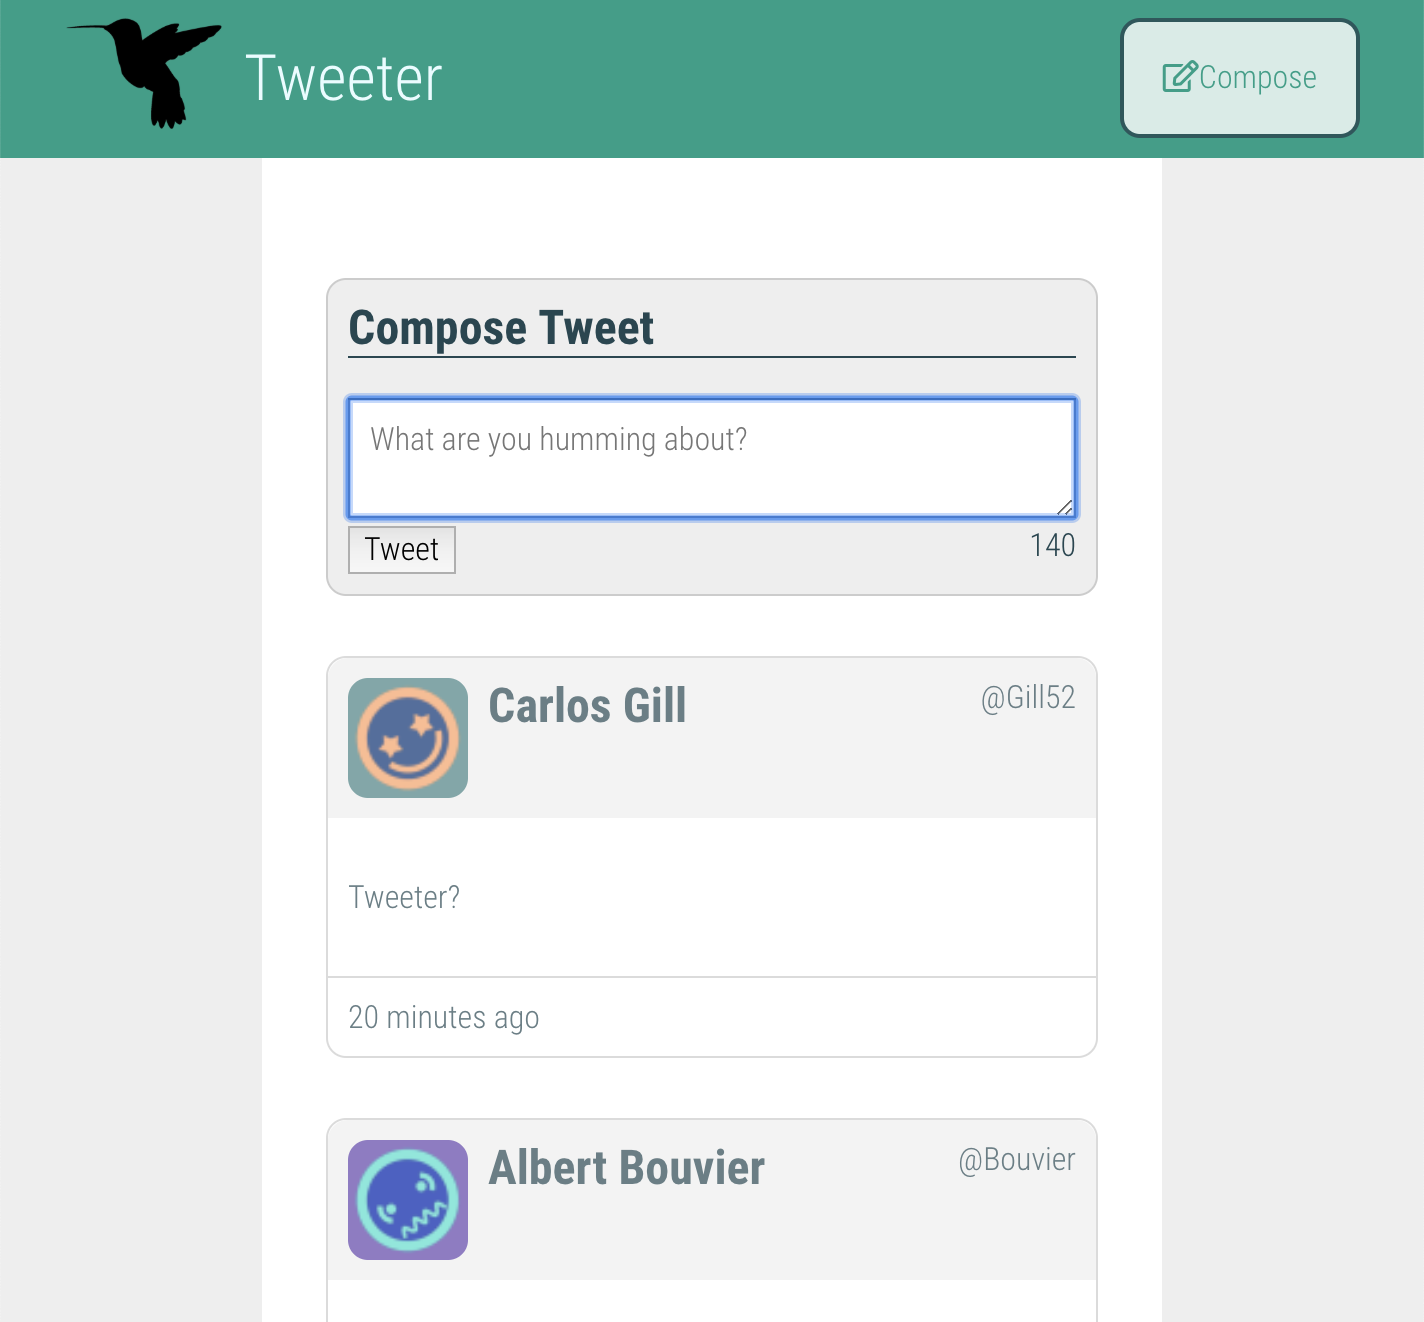 Tweeter
Compose
Compose Tweet
What are you humming about?
Tweet
140
Carlos Gill
@Gill52
Tweeter?
20 minutes ago
Albert Bouvier
@Bouvier